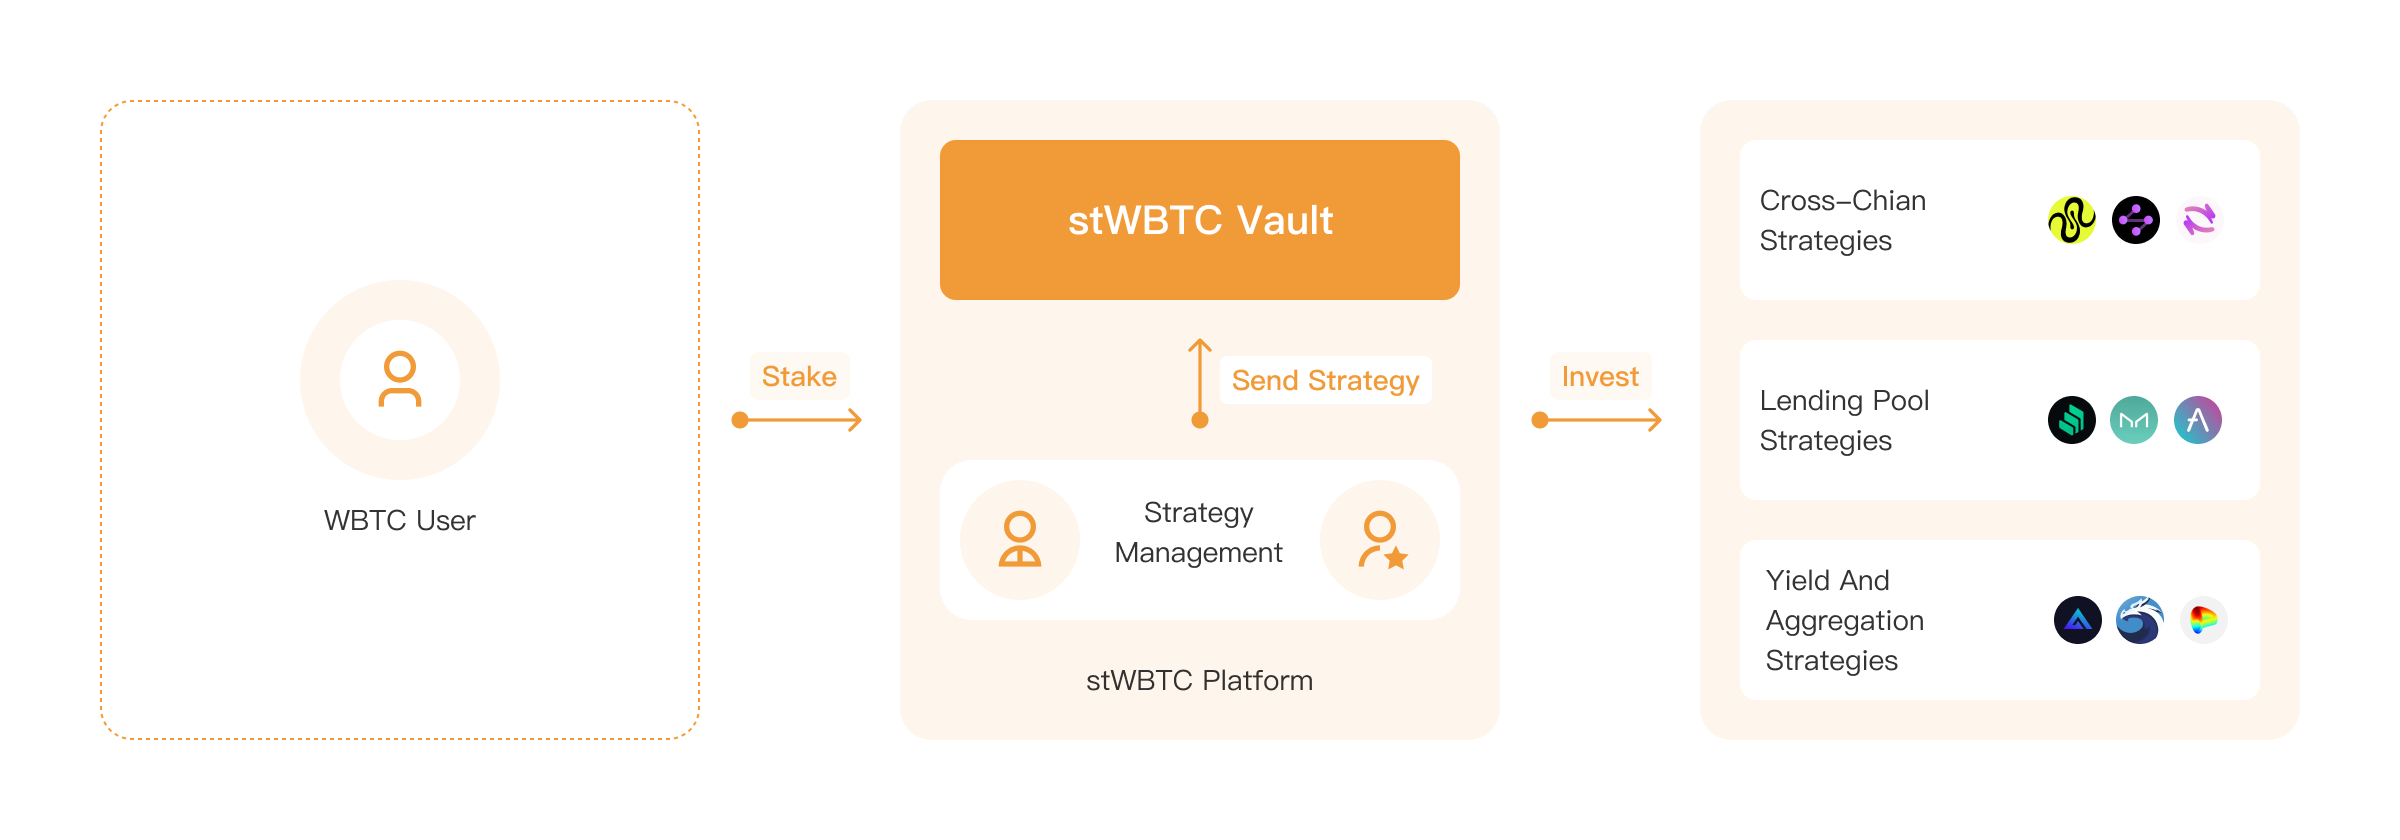 WBTC User
Stake
stWBTC Vault
Send Strategy
Strategy
Management
stWBTC Platform
Invest
Cross–Chian
Strategies
Lending Pool
Strategies
Yield And
Aggregation
Strategies